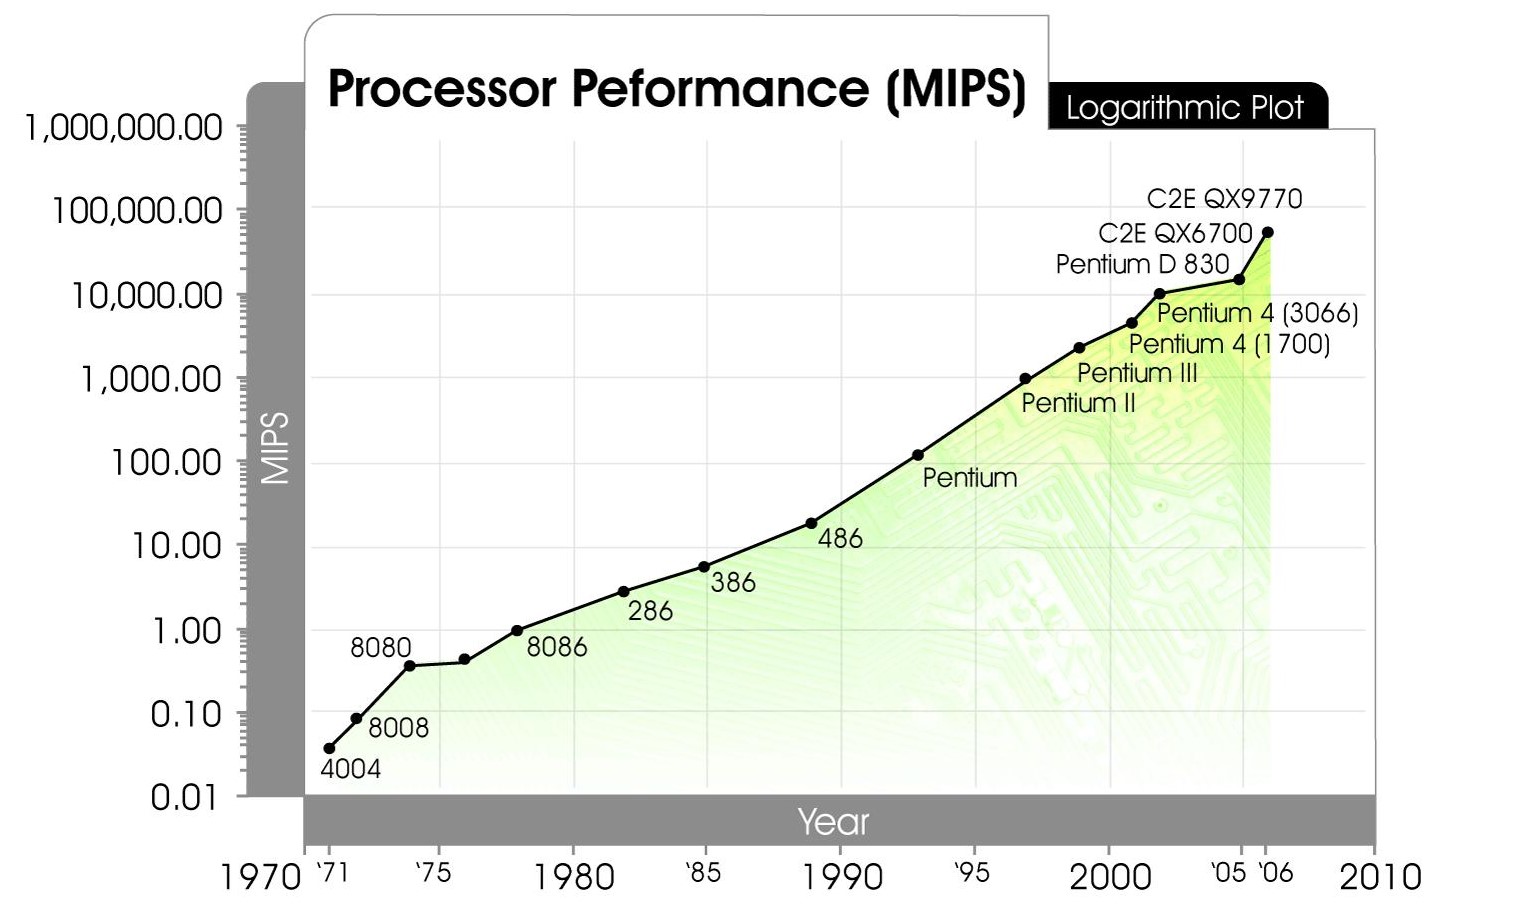 Processor Peformance (MIPS)
Logarithmic Plot
1,000,000.00
100,000.00
10,000.00
1,000.00
100.00
10.00
1.00
0.10
0.01
MIPS
C2E QX9770
C2E QX6700
Pentium D 830
Pentium 4 (3066)
Pentium 4 (1700)
Pentium III
Pentium II
Pentium
486
386
286
8086
8080
8008
4004
Year
1970 '71 '75 1980 '85 1990 '95 2000 '05 '06 2010